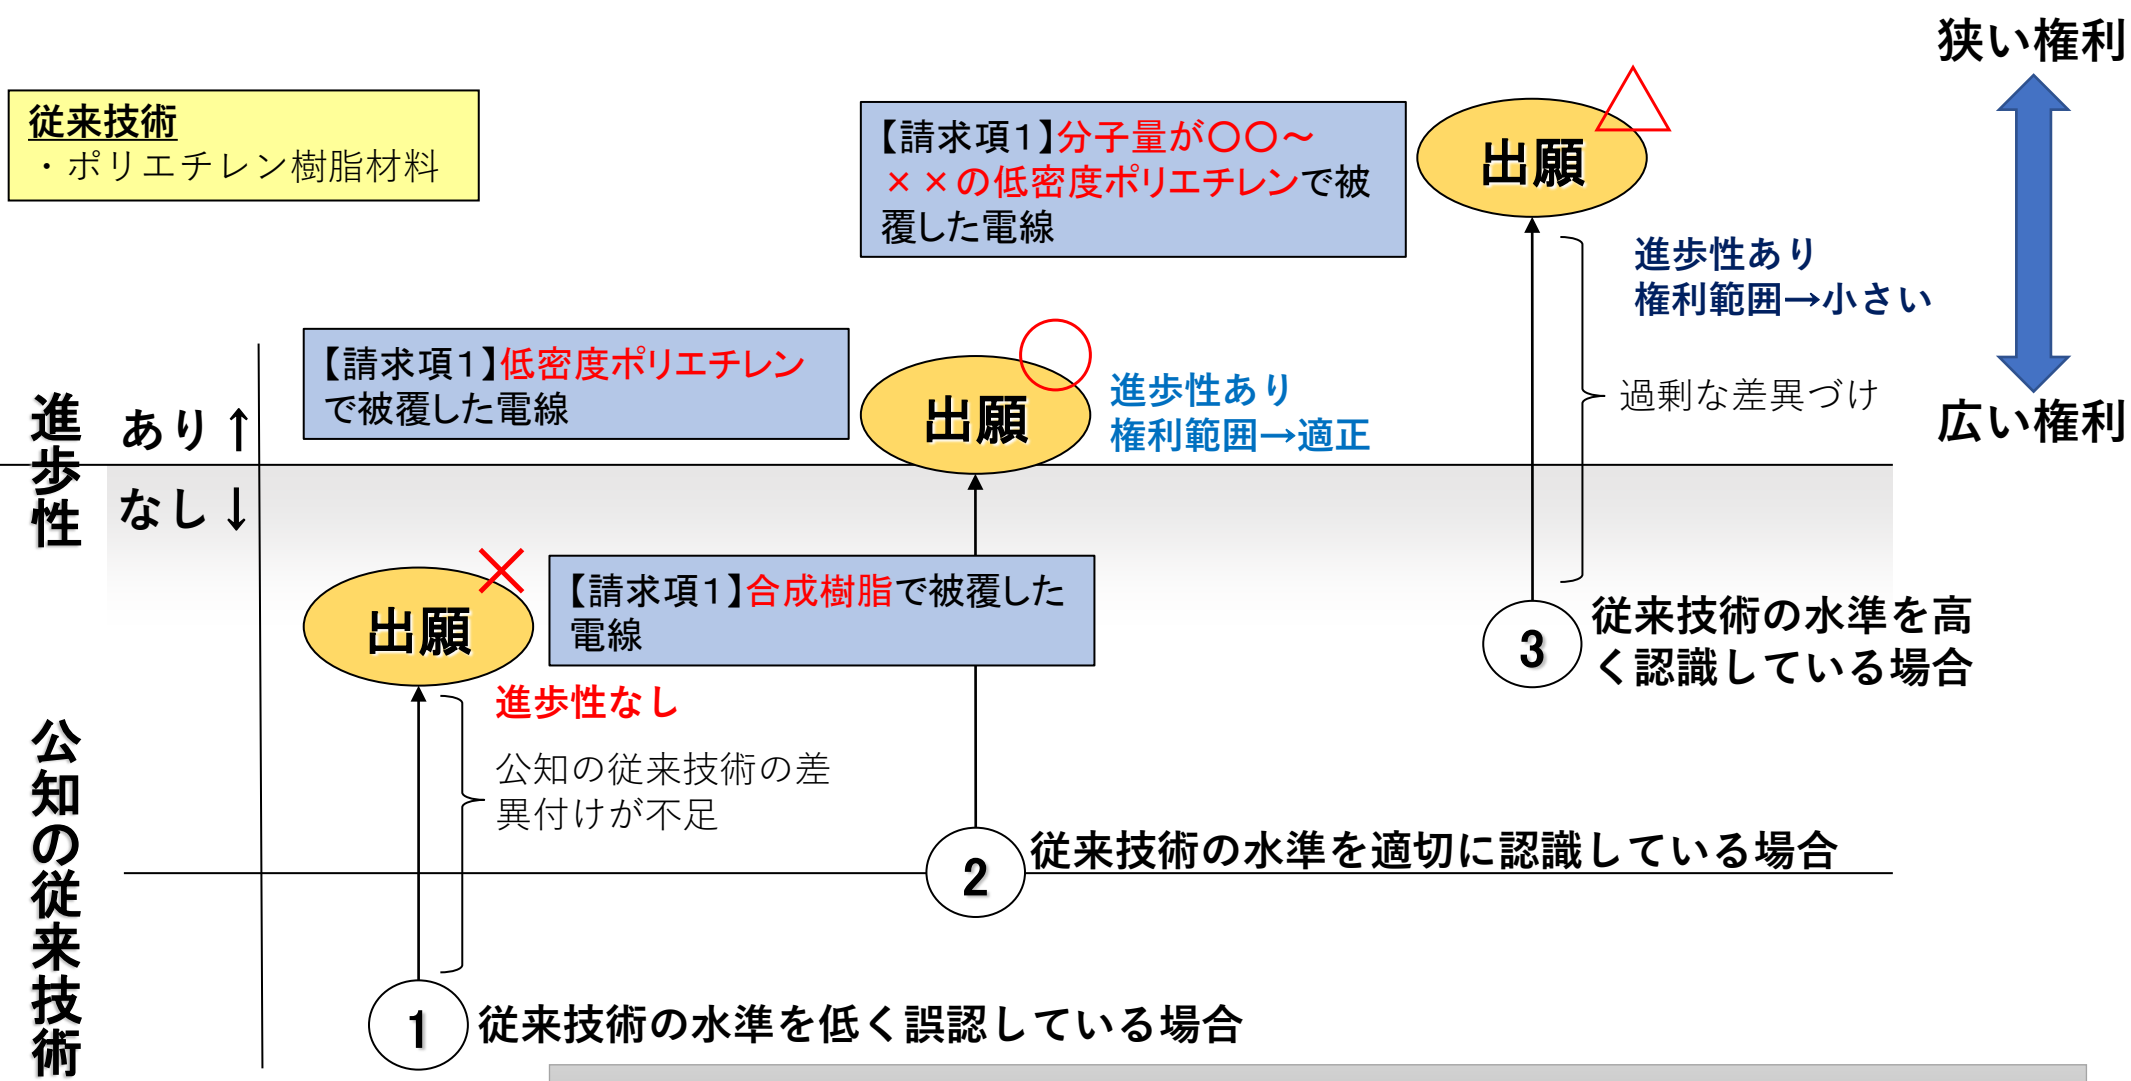 狭い権利
従来技術
・ポリエチレン樹脂材料
【請求項1】分子量が〇〇～
××の低密度ポリエチレンで被
覆した電線
出願
進歩性あり
権利範囲→小さい
過剰な差異づけ
広い権利
【請求項1】低密度ポリエチレン
で被覆した電線
出願
進歩性あり
権利範囲→適正
進歩性
あり↑
なし↓
出願
【請求項1】合成樹脂で被覆した
電線
進歩性なし
公知の従来技術の差
異付けが不足
3
従来技術の水準を高
く認識している場合
公知の従来技術
2
従来技術の水準を適切に認識している場合
1
従来技術の水準を低く誤認している場合